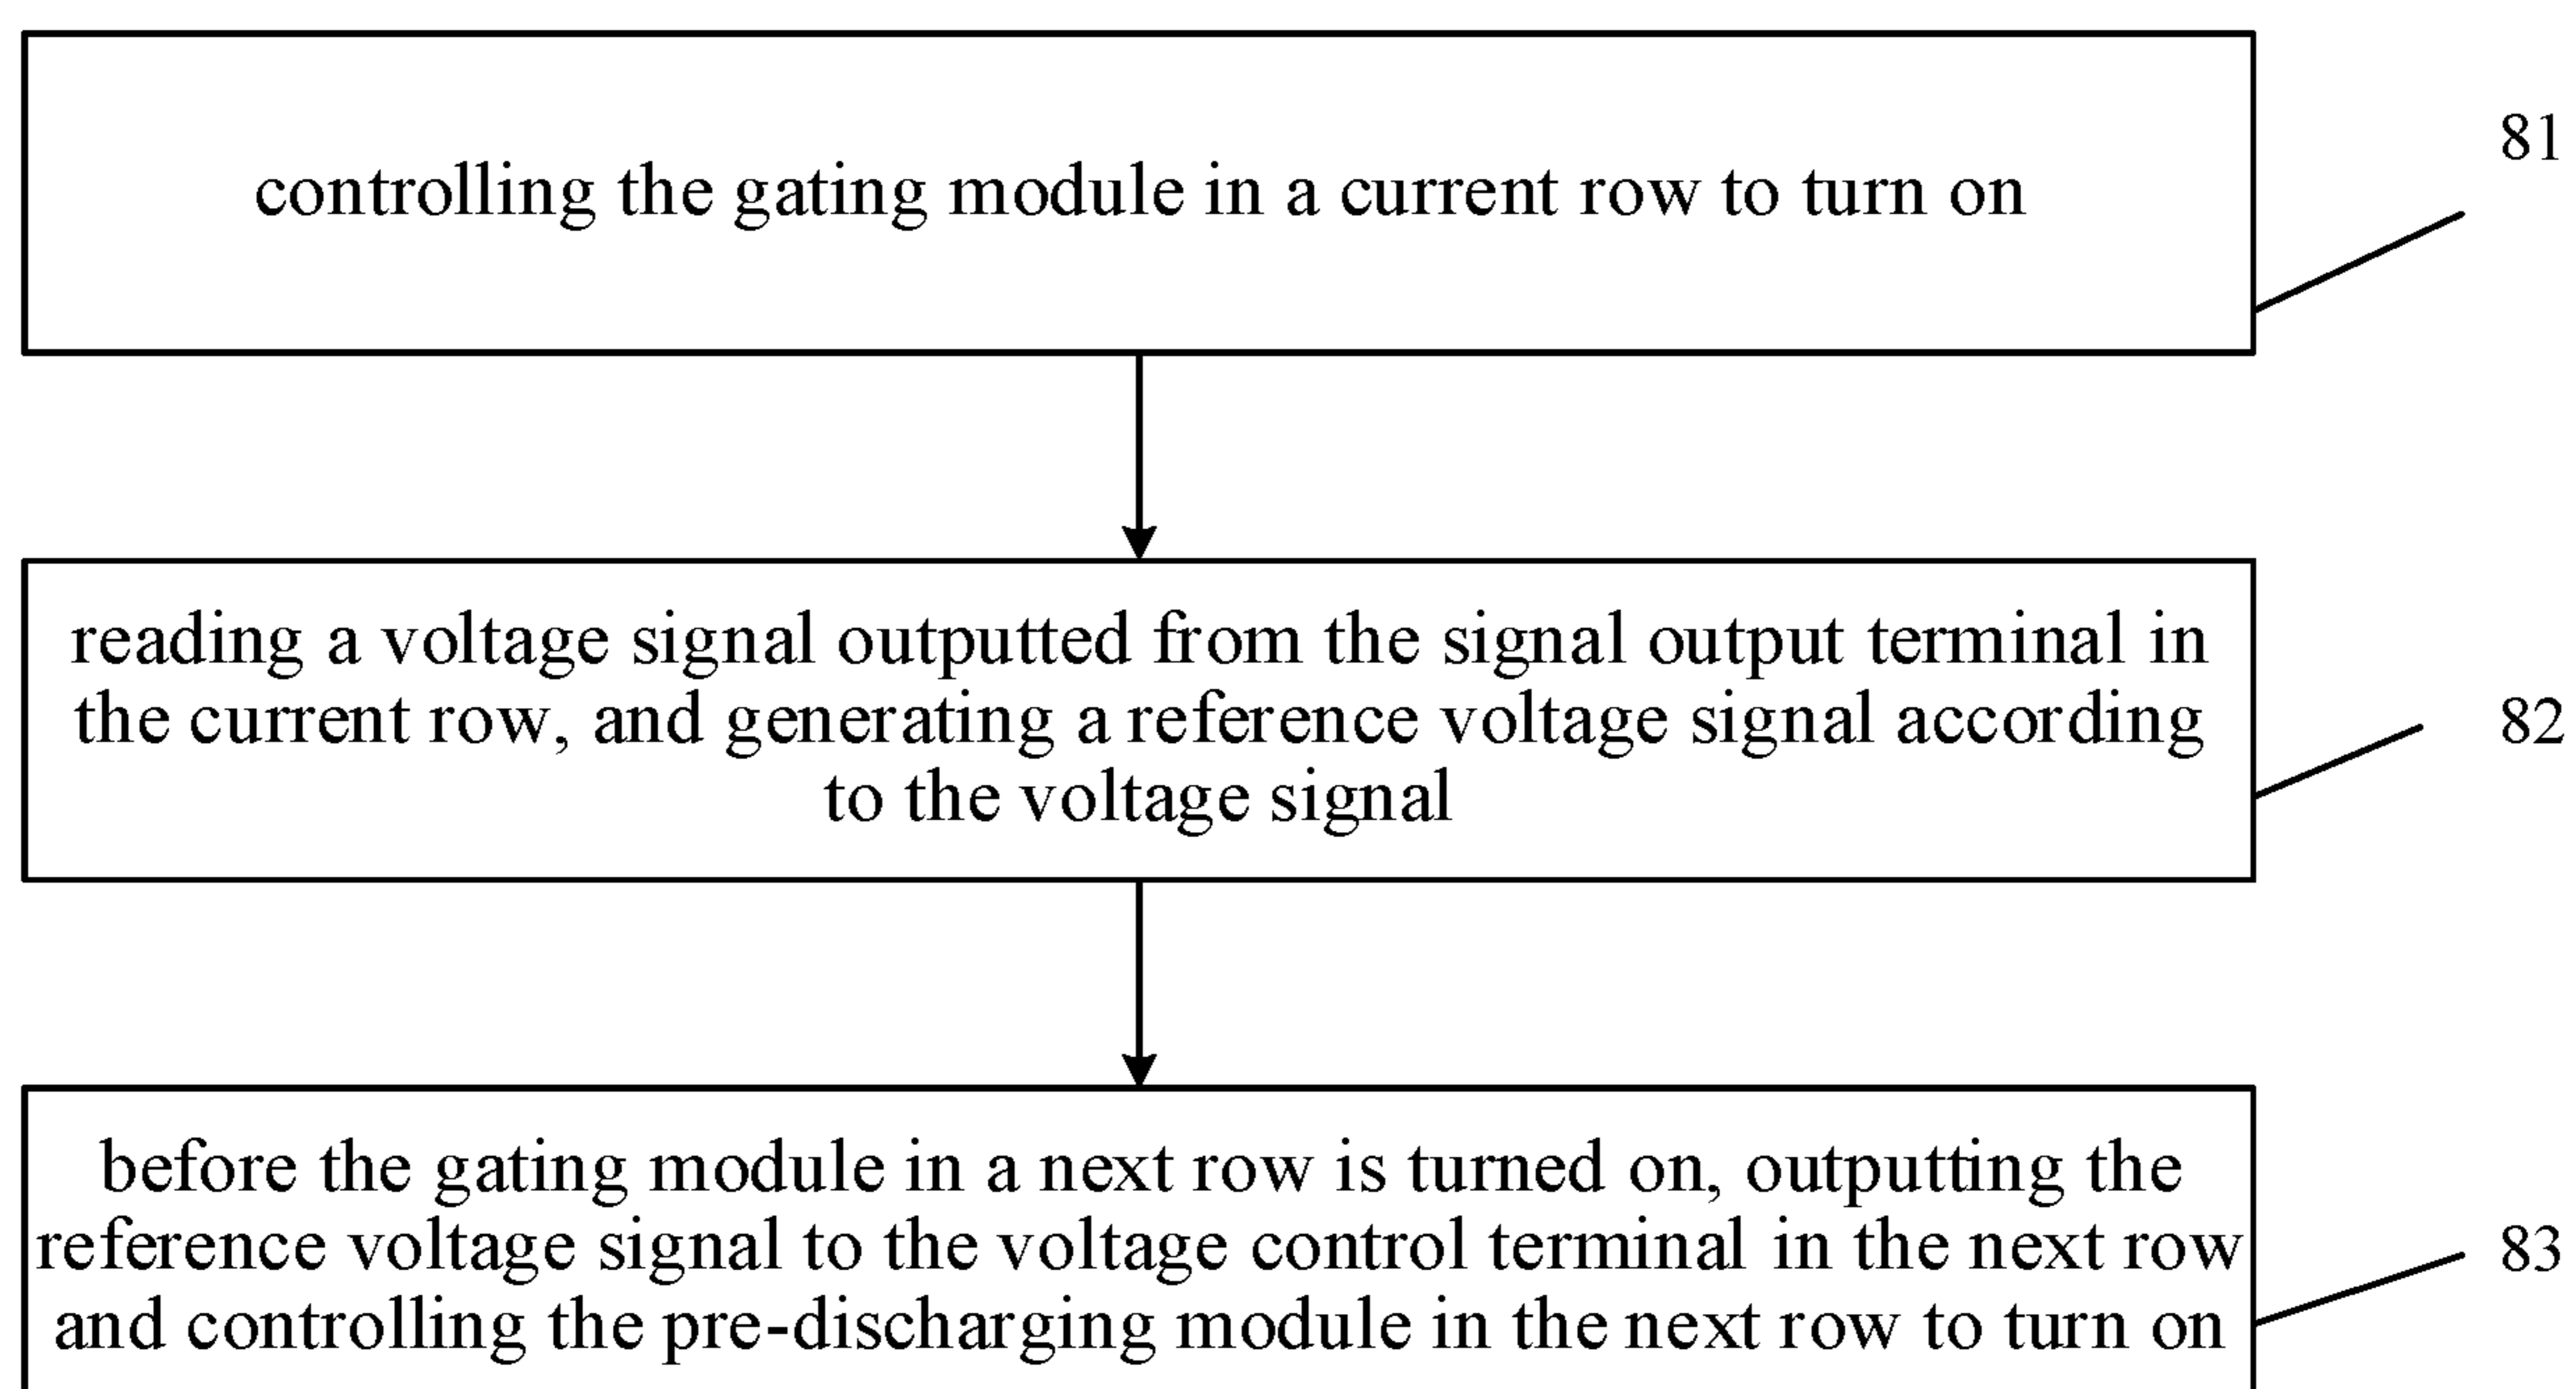 controlling the gating module in a current row to turn on
81
reading a voltage signal outputted from the signal output terminal in
the current row, and generating a reference voltage signal according
to the voltage signal
82
before the gating module in a next row is turned on, outputting the
reference voltage signal to the voltage control terminal in the next row
and controlling the pre-discharging module in the next row to turn on
83